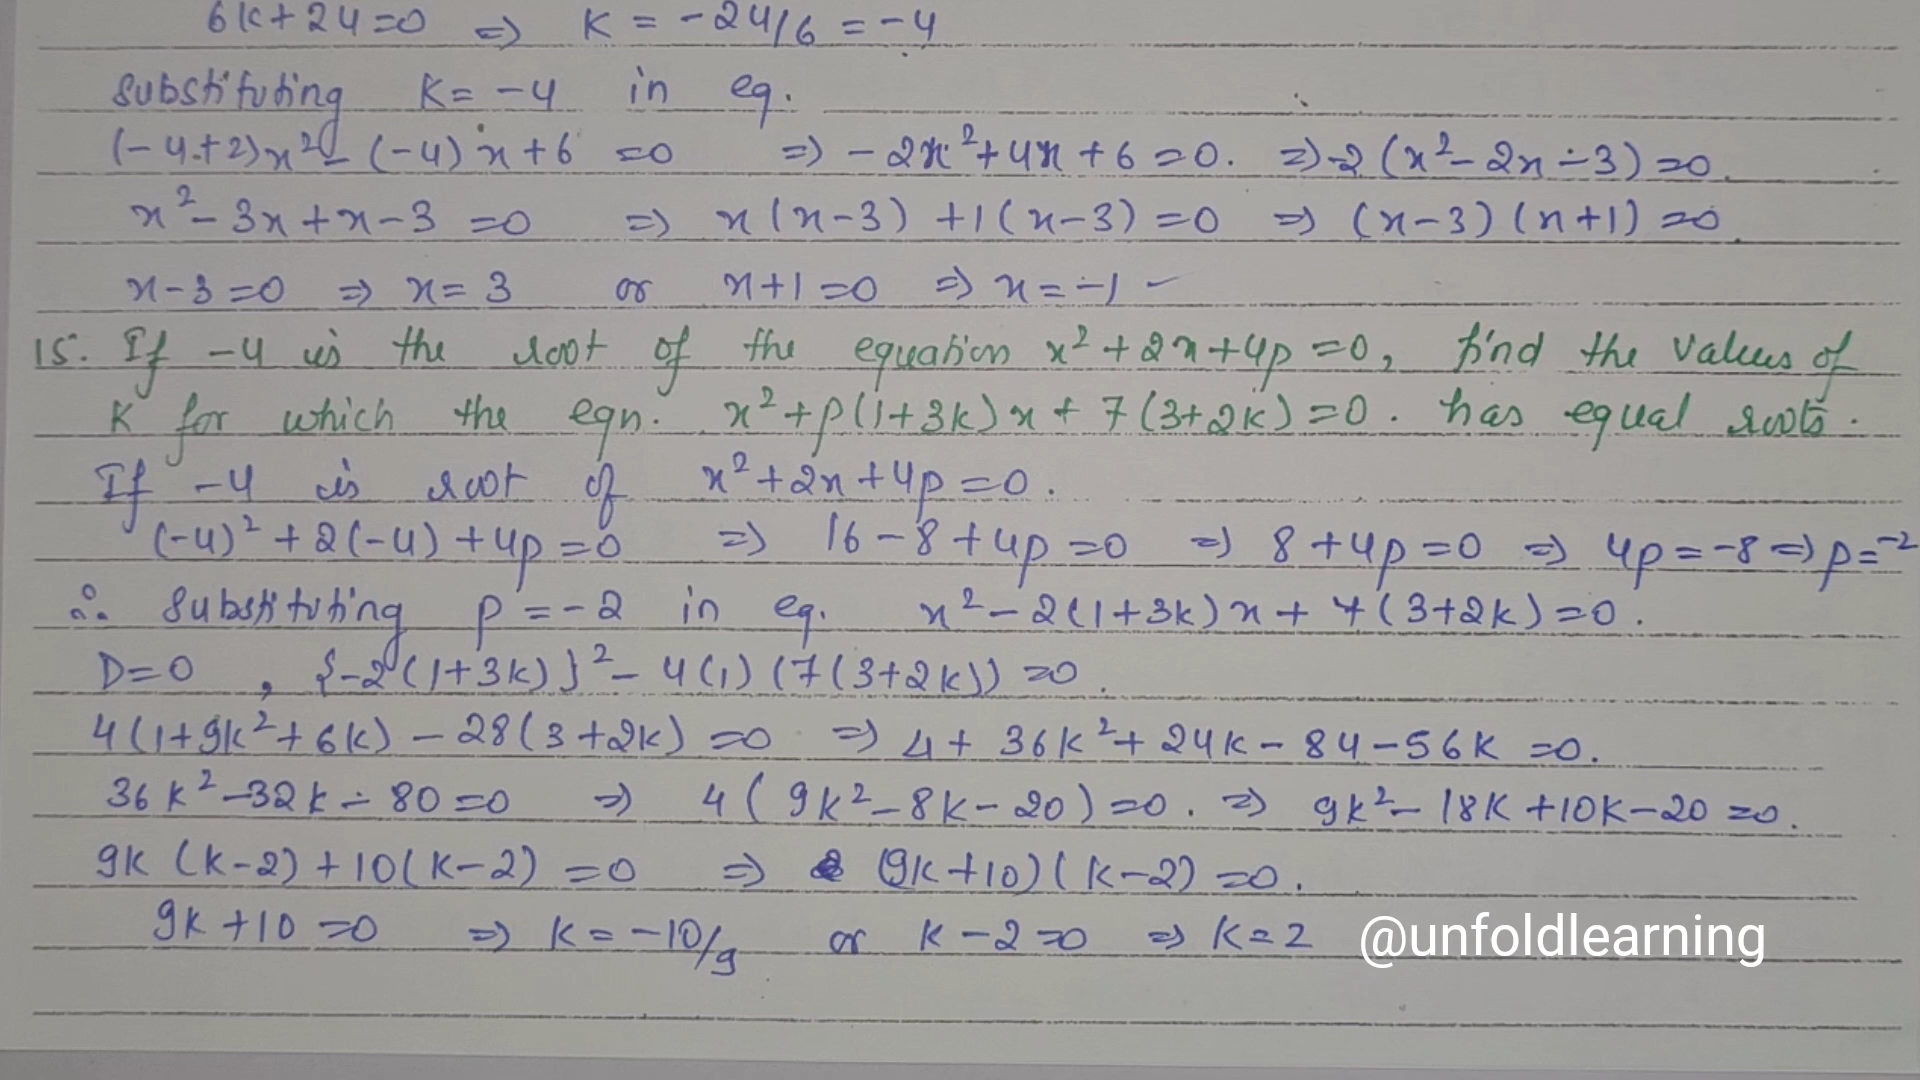 6k+24=0 => K = -24/6 = -4
Substituting K= -4 in eq.
(-4+2)x²- (-4)x+6 =0 => -2x²+4x+6=0. =>-2(x²-2x-3)=0.
x²-3x+x-3 =0 => x(x-3) +1(x-3)=0 => (x-3)(x+1)=0.
x-3=0 => x=3 or x+1=0 => x=-1
15. If -4 is the root of the equation x²+2x+4p=0, find the values of
K for which the eqn. x²+p(1+3k)x+ 7(3+2k)=0. has equal roots.
If -4 is root of x²+2x+4p=0.
(-4)²+2(-4)+4p=0 => 16-8+4p=0 => 8+4p=0 => 4p=-8=>p=-2
∴ Substituting p=-2 in eq. x²-2(1+3k)x+7(3+2k)=0.
D=0, {-2(1+3k)}²-4(1)(7(3+2k))=0.
4(1+9k²+6k)-28(3+2k)=0 => 4+36k²+24k-84-56k=0.
36k²-32k-80=0 => 4(9k²-8k-20)=0. => 9k²-18k+10k-20=0.
9k(k-2)+10(k-2)=0 => (9k+10)(k-2)=0.
9k+10=0 => k=-10/9 or k-2=0 => k=2
@unfoldlearning